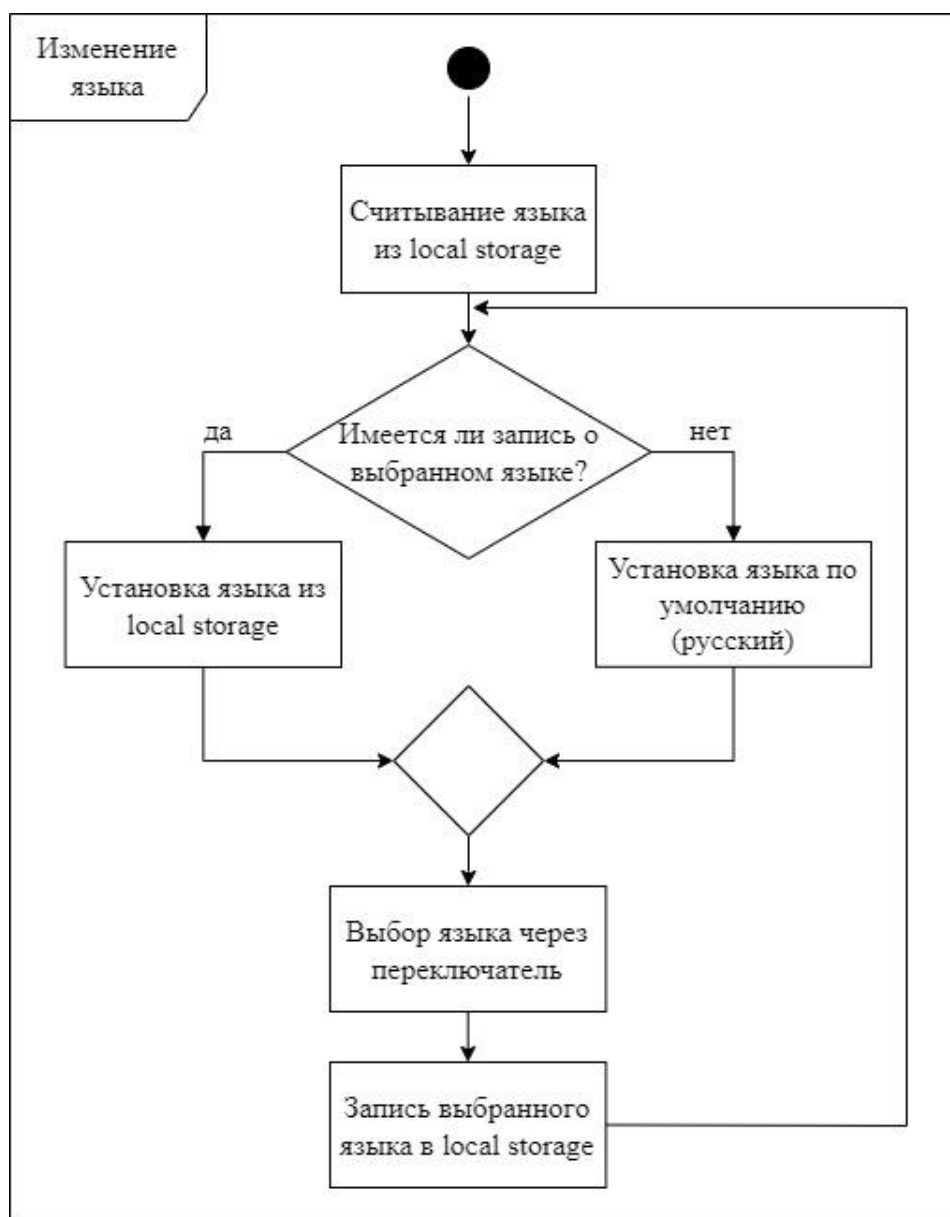 Изменение
языка
Считывание языка
из local storage
да
Имеется ли запись о
выбранном языке?
нет
Установка языка из
local storage
Установка языка по
умолчанию
(русский)
Выбор языка через
переключатель
Запись выбранного
языка в local storage